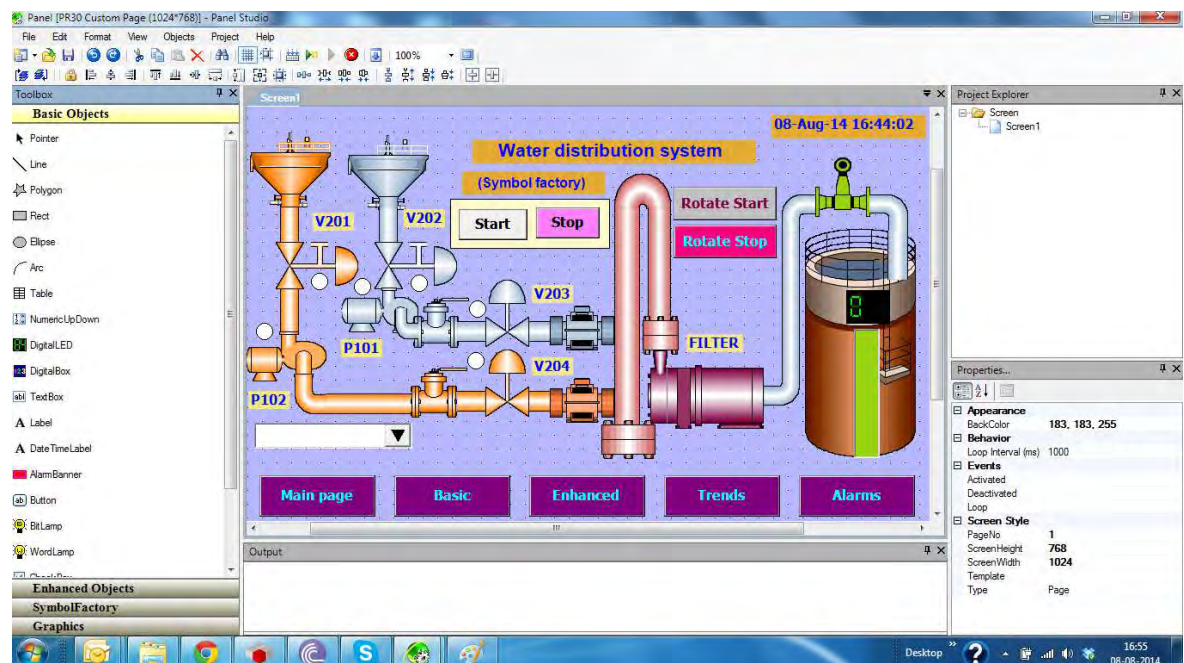 Panel [PR30 Custom Page (1024*768)] - Panel Studio
File Edit Format View Objects Project Help
100%
Toolbox
Basic Objects
Pointer
Line
Polygon
Rect
Ellipse
Arc
Table
NumericUpDown
DigitalLED
DigitalBox
TextBox
Label
DateTimeLabel
AlarmBanner
Button
BitLamp
WordLamp
Enhanced Objects
SymbolFactory
Graphics
Screen1
08-Aug-14 16:44:02
Water distribution system
(Symbol factory)
Start Stop
Rotate Start
Rotate Stop
V201
V202
V203
P101
FILTER
V204
P102
0
Main page Basic Enhanced Trends Alarms
Output
Project Explorer
Screen
Screen1
Properties...
Appearance
BackColor 183, 183, 255
Behavior
Loop Interval (ms) 1000
Events
Activated
Deactivated
Loop
Screen Style
PageNo 1
ScreenHeight 768
ScreenWidth 1024
Template
Type Page
Desktop
16:55
08-08-2014